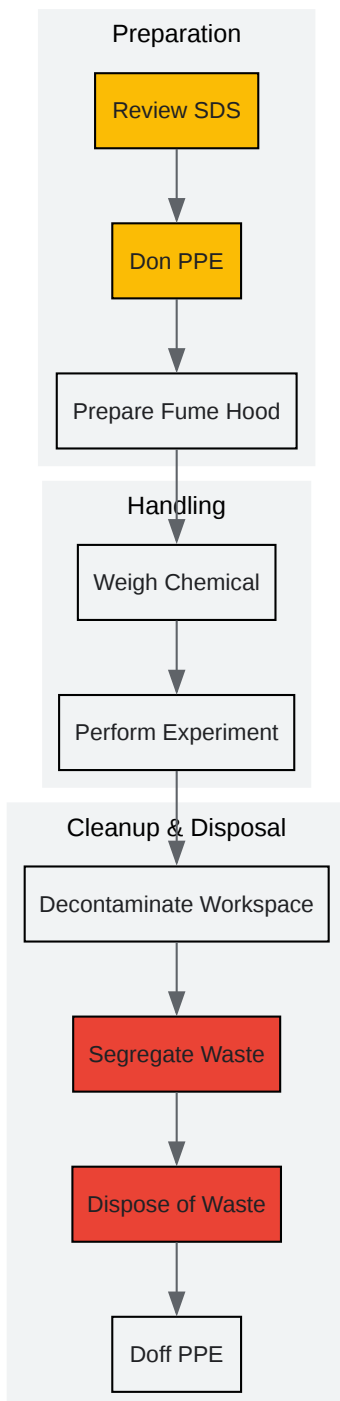 Preparation
Review SDS
Don PPE
Prepare Fume Hood
Handling
Weigh Chemical
Perform Experiment
Cleanup & Disposal
Decontaminate Workspace
Segregate Waste
Dispose of Waste
Doff PPE